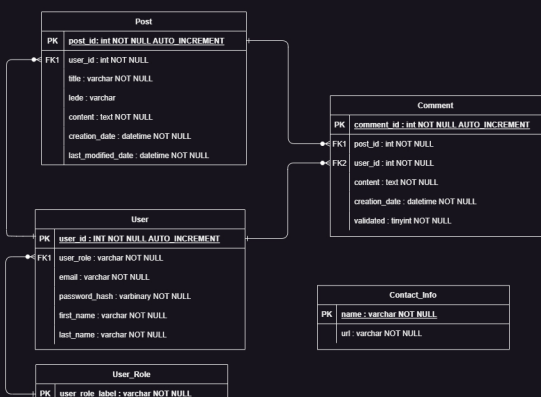 Post
PK post_id: int NOT NULL AUTO_INCREMENT
FK1 user_id : int NOT NULL
title : varchar NOT NULL
lede : varchar
content : text NOT NULL
creation_date : datetime NOT NULL
last_modified_date : datetime NOT NULL
Comment
PK comment_id : int NOT NULL AUTO_INCREMENT
FK1 post_id : int NOT NULL
FK2 user_id : int NOT NULL
content : text NOT NULL
creation_date : datetime NOT NULL
validated : tinyint NOT NULL
User
PK user_id : INT NOT NULL AUTO_INCREMENT
FK1 user_role : varchar NOT NULL
email : varchar NOT NULL
password_hash : varbinary NOT NULL
first_name : varchar NOT NULL
last_name : varchar NOT NULL
Contact_Info
PK name : varchar NOT NULL
url : varchar NOT NULL
User_Role
PK user_role_label : varchar NOT NULL